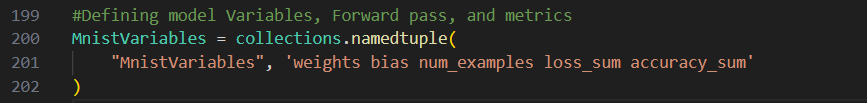 199 #Defining model Variables, Forward pass, and metrics
200 MnistVariables = collections.namedtuple(
201     "MnistVariables", 'weights bias num_examples loss_sum accuracy_sum'
202 )